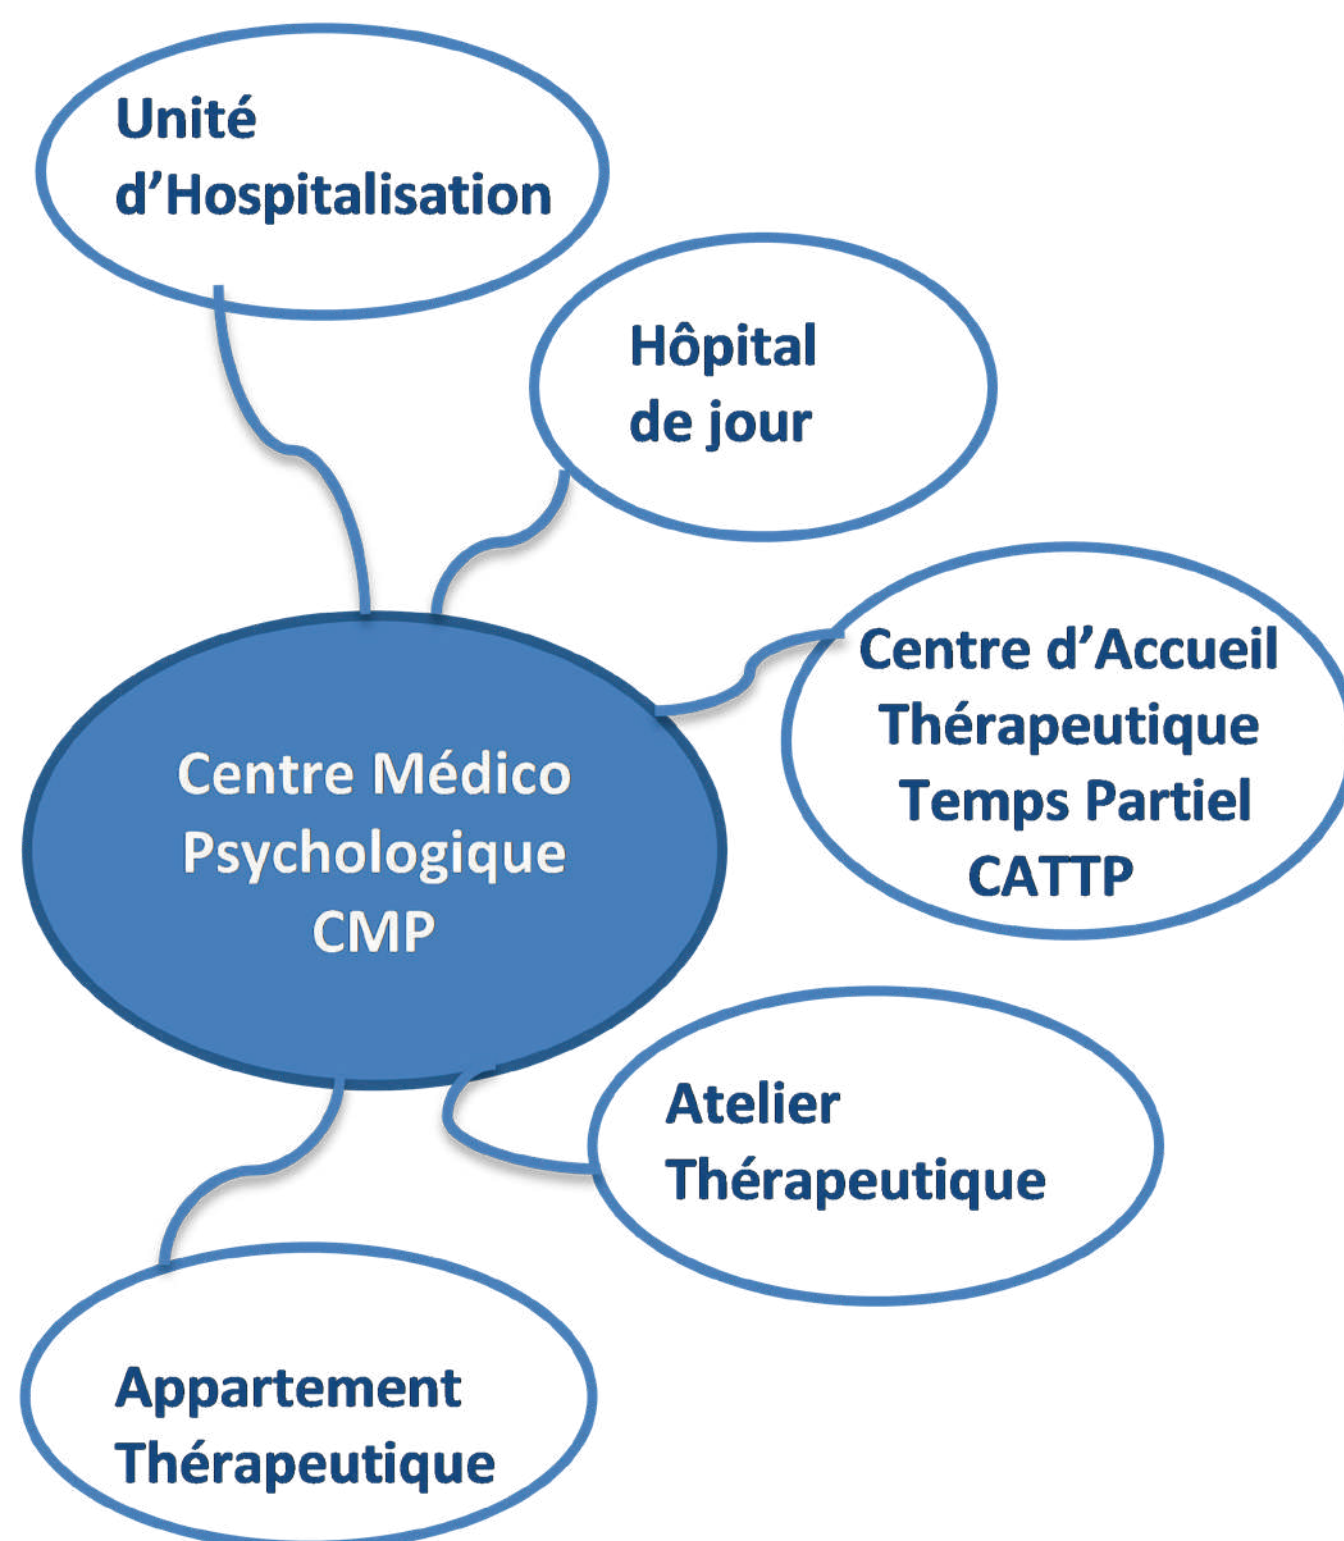 Unité
d’Hospitalisation
Hôpital
de jour
Centre d’Accueil
Thérapeutique
Temps Partiel
CATTP
Centre Médico
Psychologique
CMP
Atelier
Thérapeutique
Appartement
Thérapeutique